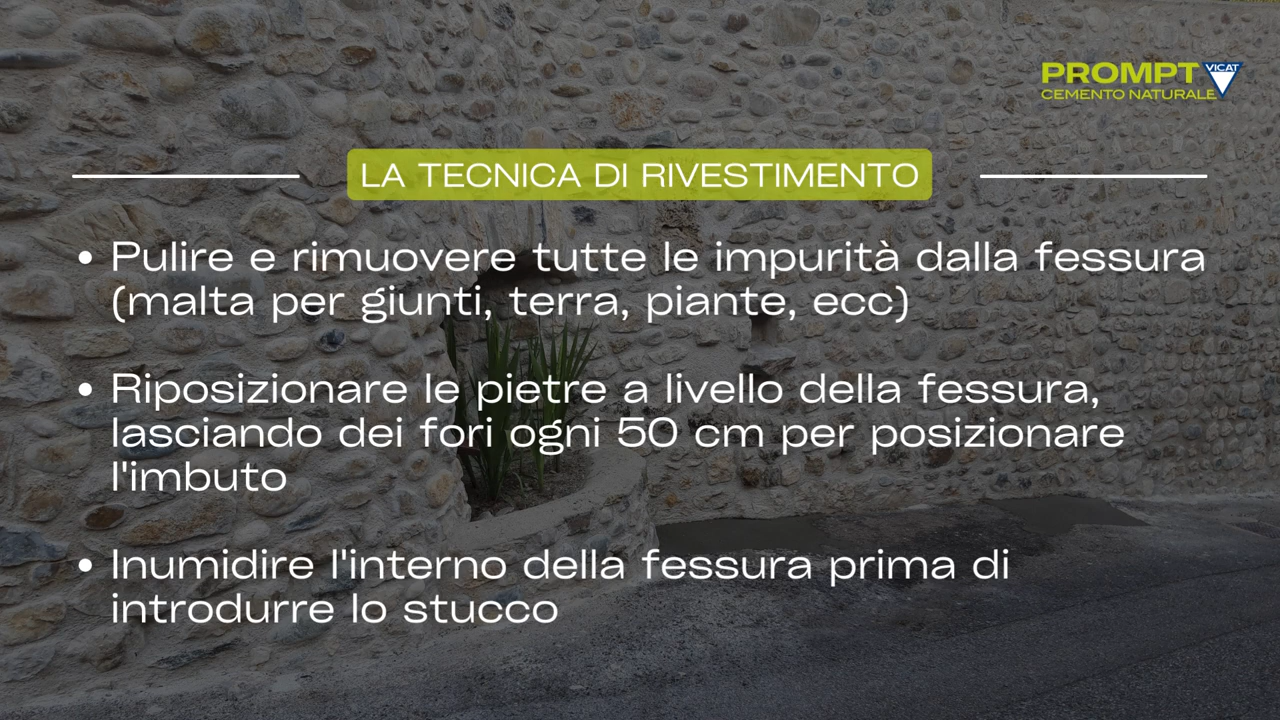 PROMPT
VICAT
CEMENTO NATURALE
LA TECNICA DI RIVESTIMENTO
• Pulire e rimuovere tutte le impurità dalla fessura
(malta per giunti, terra, piante, ecc)
• Riposizionare le pietre a livello della fessura,
lasciando dei fori ogni 50 cm per posizionare
l'imbuto
• Inumidire l'interno della fessura prima di
introdurre lo stucco